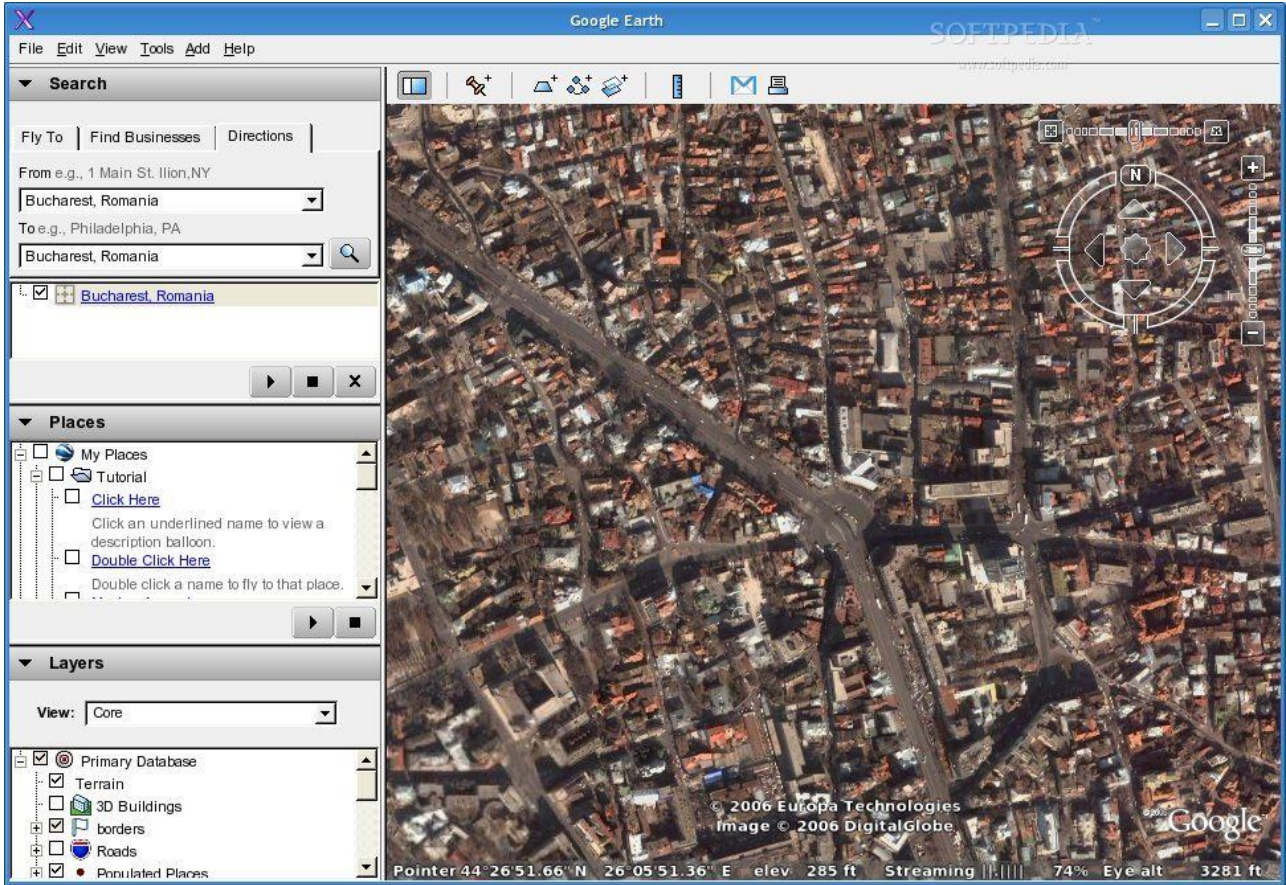 Google Earth
SOFTPEDIA™
www.softpedia.com
File Edit View Tools Add Help
Search
Fly To Find Businesses Directions
From e.g., 1 Main St. Ilion,NY
Bucharest, Romania
To e.g., Philadelphia, PA
Bucharest, Romania
Bucharest, Romania
Places
My Places
Tutorial
Click Here
Click an underlined name to view a
description balloon.
Double Click Here
Double click a name to fly to that place.
Layers
View: Core
Primary Database
Terrain
3D Buildings
borders
Roads
Populated Places
N
© 2006 Europa Technologies
Image © 2006 DigitalGlobe
Google
Pointer 44°26'51.66" N 26°05'51.36" E elev 285 ft Streaming ||.|||| 74% Eye alt 3281 ft